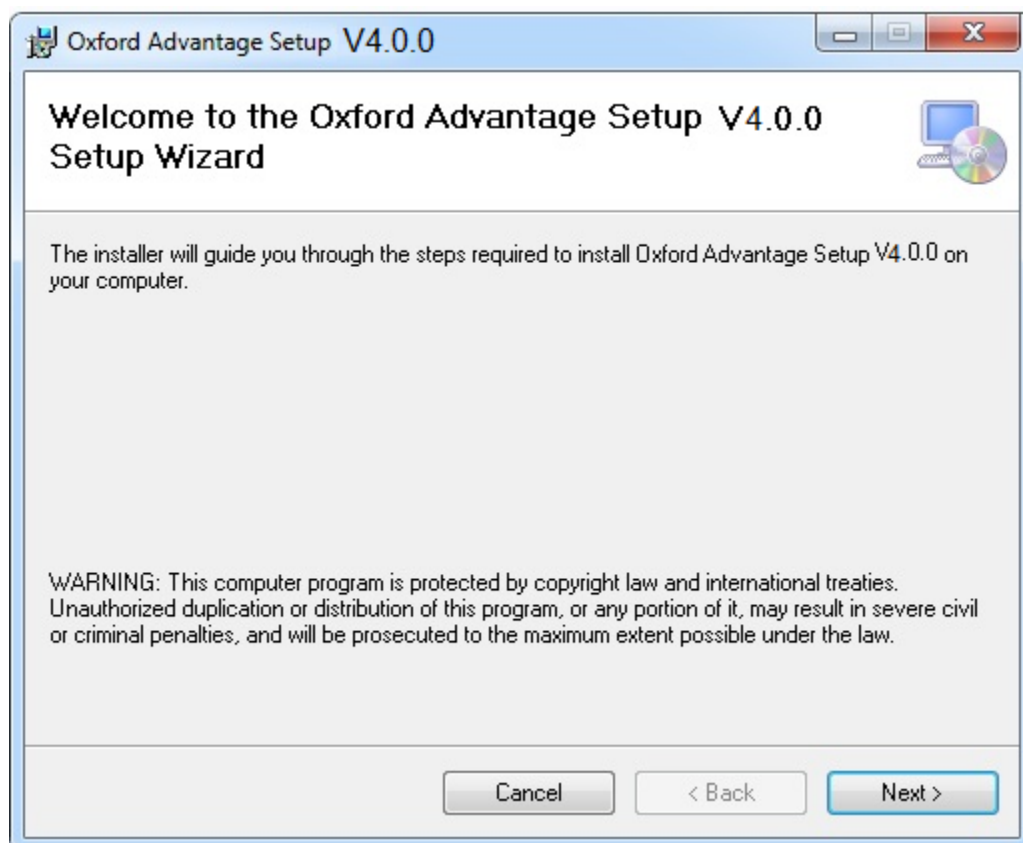 Oxford Advantage Setup V4.0.0
Welcome to the Oxford Advantage Setup V4.0.0
Setup Wizard
The installer will guide you through the steps required to install Oxford Advantage Setup V4.0.0 on
your computer.
WARNING: This computer program is protected by copyright law and international treaties.
Unauthorized duplication or distribution of this program, or any portion of it, may result in severe civil
or criminal penalties, and will be prosecuted to the maximum extent possible under the law.
Cancel < Back Next >